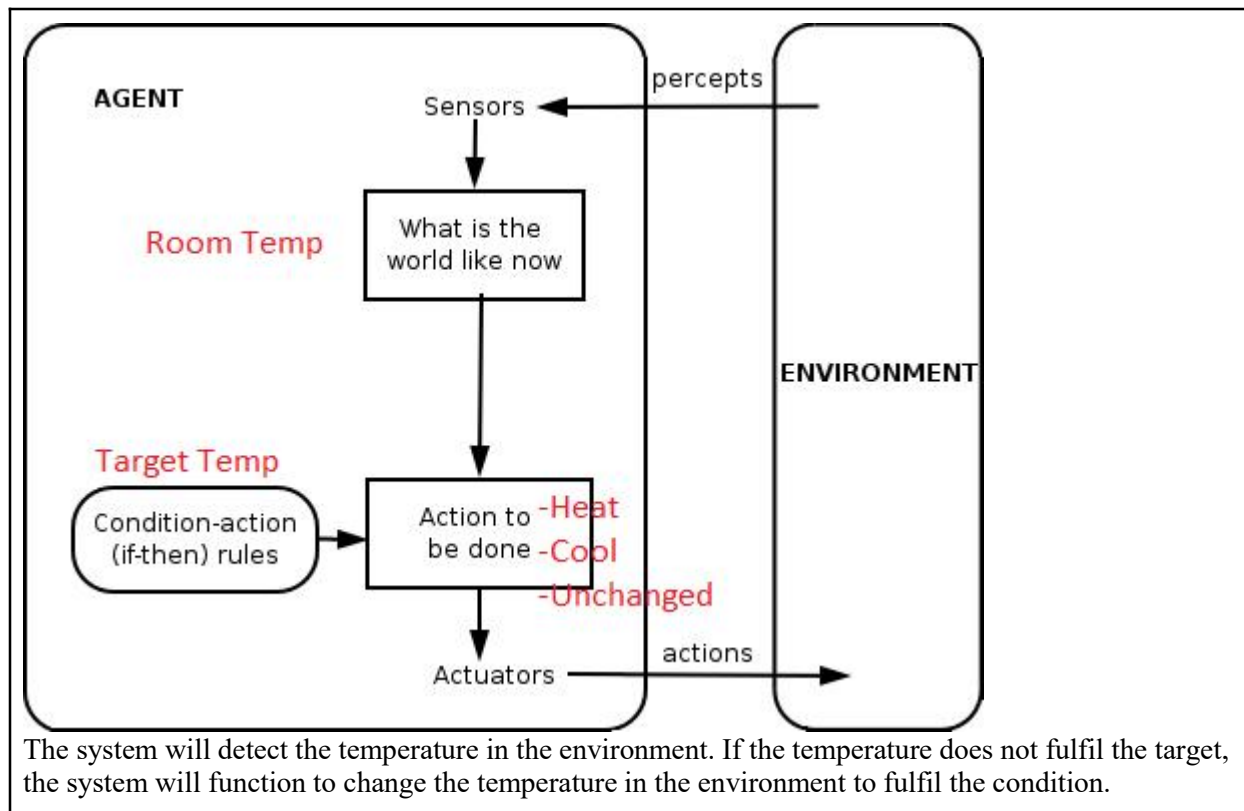 percepts
AGENT
Sensors
What is the
world like now
Room Temp
ENVIRONMENT
Target Temp
Condition-action
(if-then) rules
Action to
be done
-Heat
-Cool
-Unchanged
Actuators
actions
The system will detect the temperature in the environment. If the temperature does not fulfil the target,
the system will function to change the temperature in the environment to fulfil the condition.